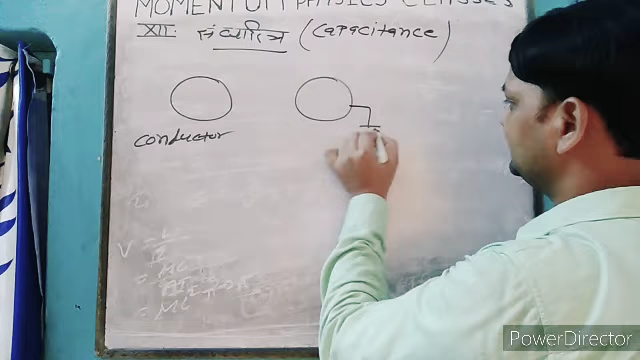 MOMENTUM PHYSICS CLASSES
XII संधारित्र (Capacitance)
conductor
V =
PowerDirector